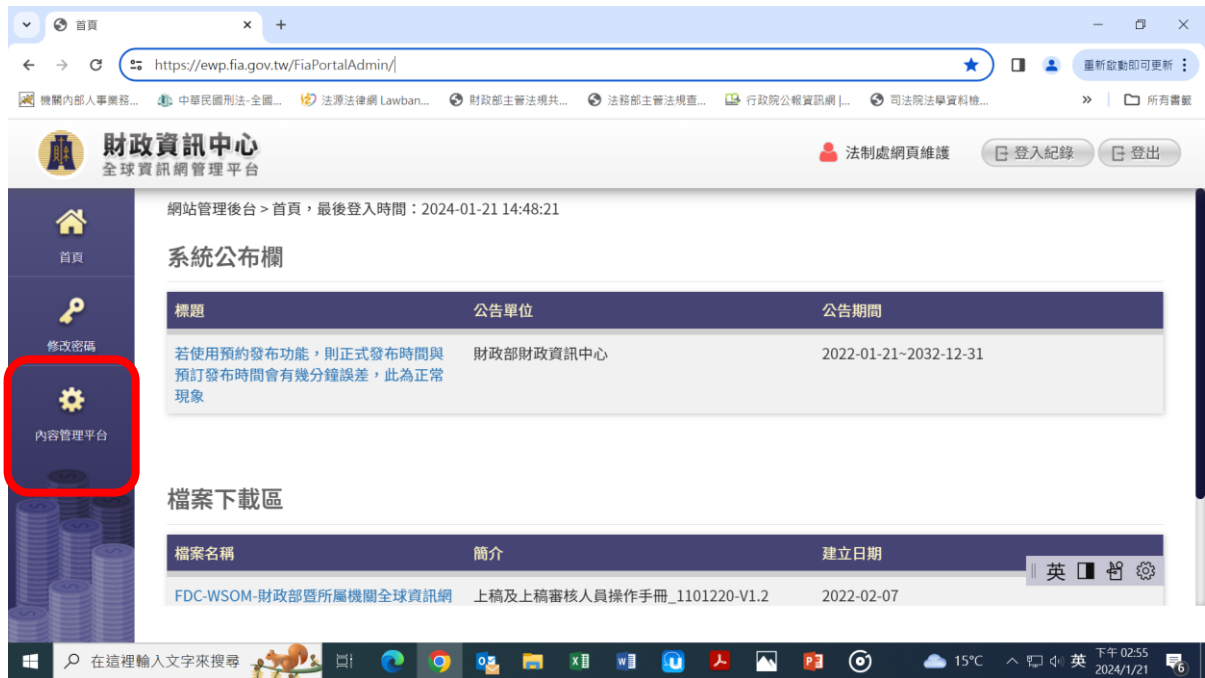 首頁
https://ewp.fia.gov.tw/FiaPortalAdmin/
重新啟動即可更新
機關內部人事業務...
中華民國刑法-全國...
法源法律網 Lawban...
財政部主管法規共...
法務部主管法規查...
行政院公報資訊網 |...
司法院法學資料檢...
»
所有書籤
財政資訊中心
全球資訊網管理平台
法制處網頁維護
登入紀錄
登出
網站管理後台 > 首頁，最後登入時間：2024-01-21 14:48:21
首頁
修改密碼
內容管理平台
系統公布欄
標題 公告單位 公告期間
若使用預約發布功能，則正式發布時間與 財政部財政資訊中心 2022-01-21~2032-12-31
預訂發布時間會有幾分鐘誤差，此為正常
現象
檔案下載區
檔案名稱 簡介 建立日期
FDC-WSOM-財政部暨所屬機關全球資訊網 上稿及上稿審核人員操作手冊_1101220-V1.2 2022-02-07
英
在這裡輸入文字來搜尋
15°C
英
下午 02:55
2024/1/21
6